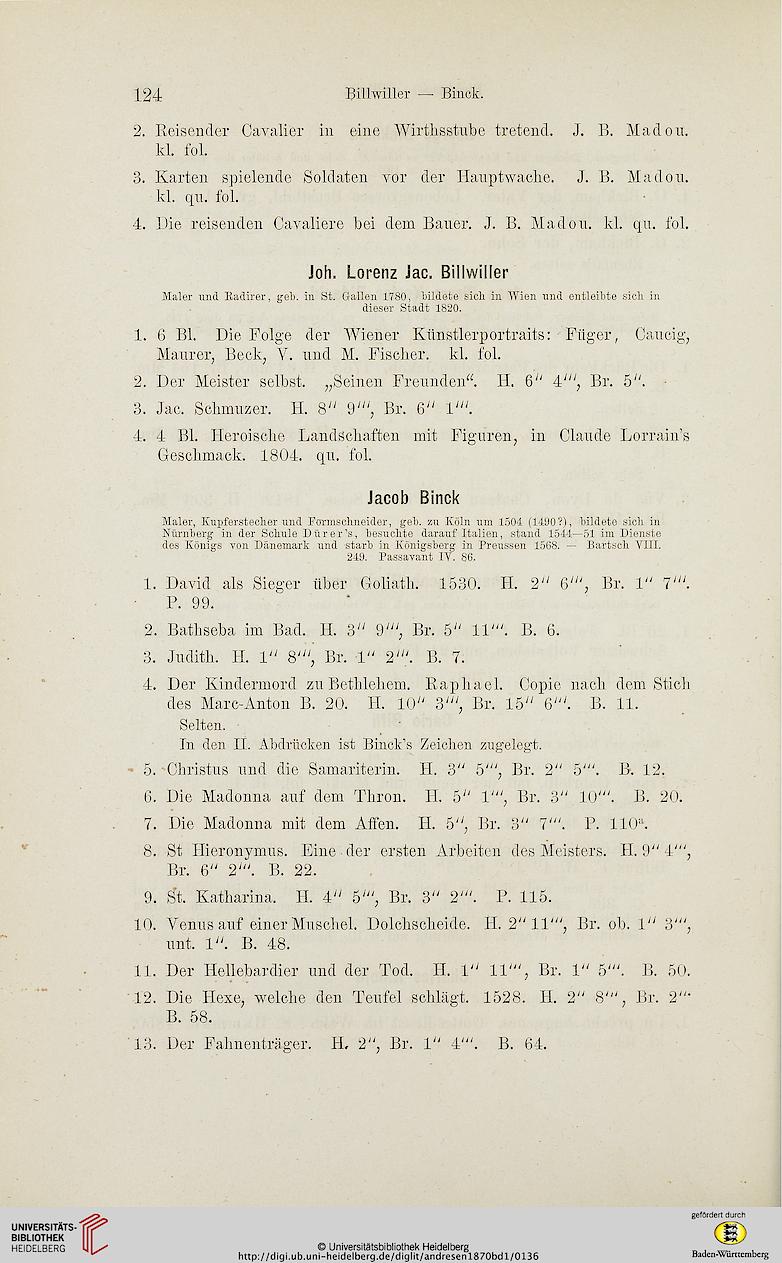 124 Billwiller — Binck.
2. Reisender Cavalier in eine Wirthsstube tretend. J. B. Madou.
kl. fol.
3. Karten spielende Soldaten vor der Hauptwache. J. B. Madou.
kl. qu. fol.
4. Die reisenden Cavaliere bei dem Bauer. J. B. Madou. kl. qu. fol.
Joh. Lorenz Jac. Billwiller
Maler und Radirer, geb. in St. Gallen 1780, bildete sich in Wien und entleibte sich in
dieser Stadt 1820.
1. 6 Bl. Die Folge der Wiener Künstlerportraits: Füger, Caucig,
Maurer, Beck, V. und M. Fischer. kl. fol.
2. Der Meister selbst. „Seinen Freunden“. H. 6'' 4''', Br. 5''.
3. Jac. Schmuzer. H. 8'' 9''', Br. 6'' 1'''.
4. 4 Bl. Heroische Landschaften mit Figuren, in Claude Lorrain's
Geschmack. 1804. qu. fol.
Jacob Binck
Maler, Kupferstecher und Formschneider, geb. zu Köln um 1504 (1490?), bildete sich in
Nürnberg in der Schule Dürer's, besuchte darauf Italien, stand 1544—51 im Dienste
des Königs von Dänemark und starb in Königsberg in Preussen 1568. — Bartsch VIII.
249. Passavant IV. 86.
1. David als Sieger über Goliath. 1530. H. 2'' 6''', Br. 1'' 7'''.
P. 99.
2. Bathseba im Bad. H. 3'' 9''', Br. 5'' 11'''. B. 6.
3. Judith. H. 1'' 8''', Br. 1'' 2'''. B. 7.
4. Der Kindermord zu Bethlehem. Raphael. Copie nach dem Stich
des Marc-Anton B. 20. H. 10'' 3''', Br. 15'' 6'''. B. 11.
Selten.
In den II. Abdrücken ist Binck's Zeichen zugelegt.
5. Christus und die Samariterin. H. 3'' 5''', Br. 2'' 5'''. B. 12.
6. Die Madonna auf dem Thron. H. 5'' 1''', Br. 3'' 10'''. B. 20.
7. Die Madonna mit dem Affen. H. 5'', Br. 3'' 7'''. P. 110a.
8. St Hieronymus. Eine der ersten Arbeiten des Meisters. H. 9'' 4''',
Br. 6'' 2'''. B. 22.
9. St. Katharina. H. 4'' 5''', Br. 3'' 2'''. P. 115.
10. Venus auf einer Muschel. Dolchscheide. H. 2'' 11''', Br. ob. 1'' 3''',
unt. 1''. B. 48.
11. Der Hellebardier und der Tod. H. 1'' 11''', Br. 1'' 5'''. B. 50.
12. Die Hexe, welche den Teufel schlägt. 1528. H. 2'' 8''', Br. 2'''.
B. 58.
13. Der Fahnenträger. H. 2'', Br. 1'' 4'''. B. 64.
UNIVERSITÄTS-
BIBLIOTHEK
HEIDELBERG
© Universitätsbibliothek Heidelberg
http://digi.ub.uni-heidelberg.de/diglit/andresen1870bd1/0136
gefördert durch
Baden-Württemberg